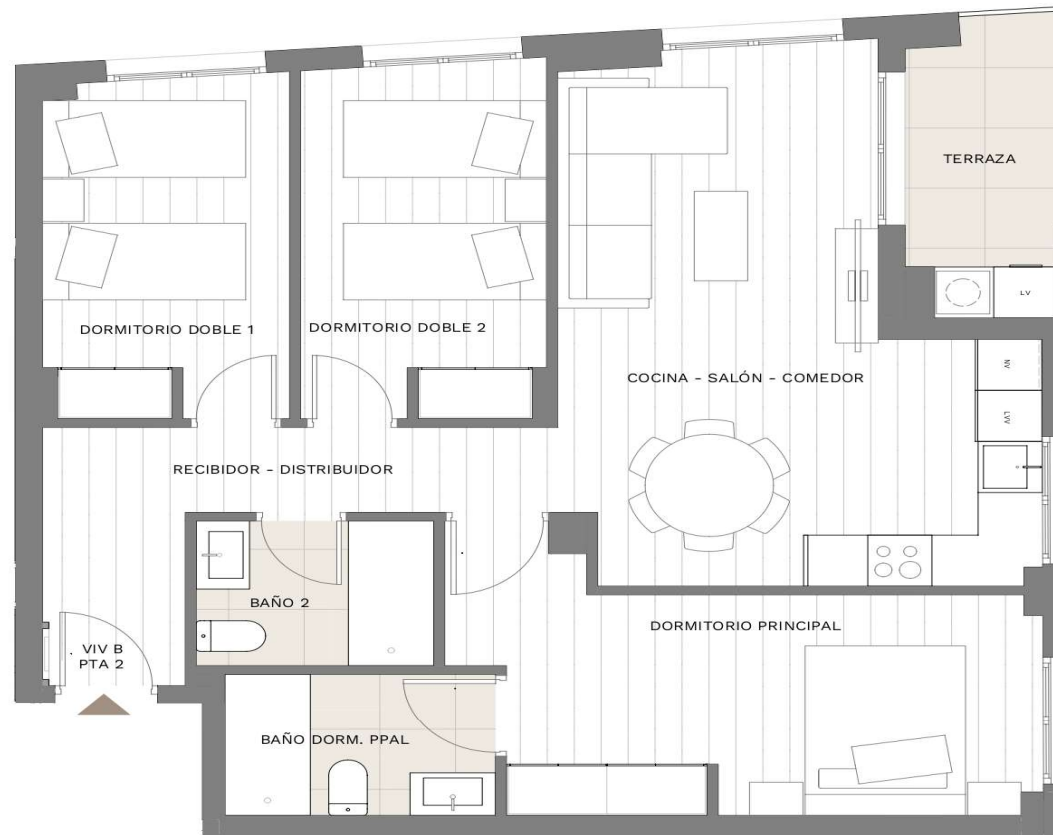 TERRAZA
LV
DORMITORIO DOBLE 1
DORMITORIO DOBLE 2
COCINA - SALÓN - COMEDOR
NV
LVV
RECIBIDOR - DISTRIBUIDOR
BAÑO 2
DORMITORIO PRINCIPAL
VIV B
PTA 2
BAÑO DORM. PPAL